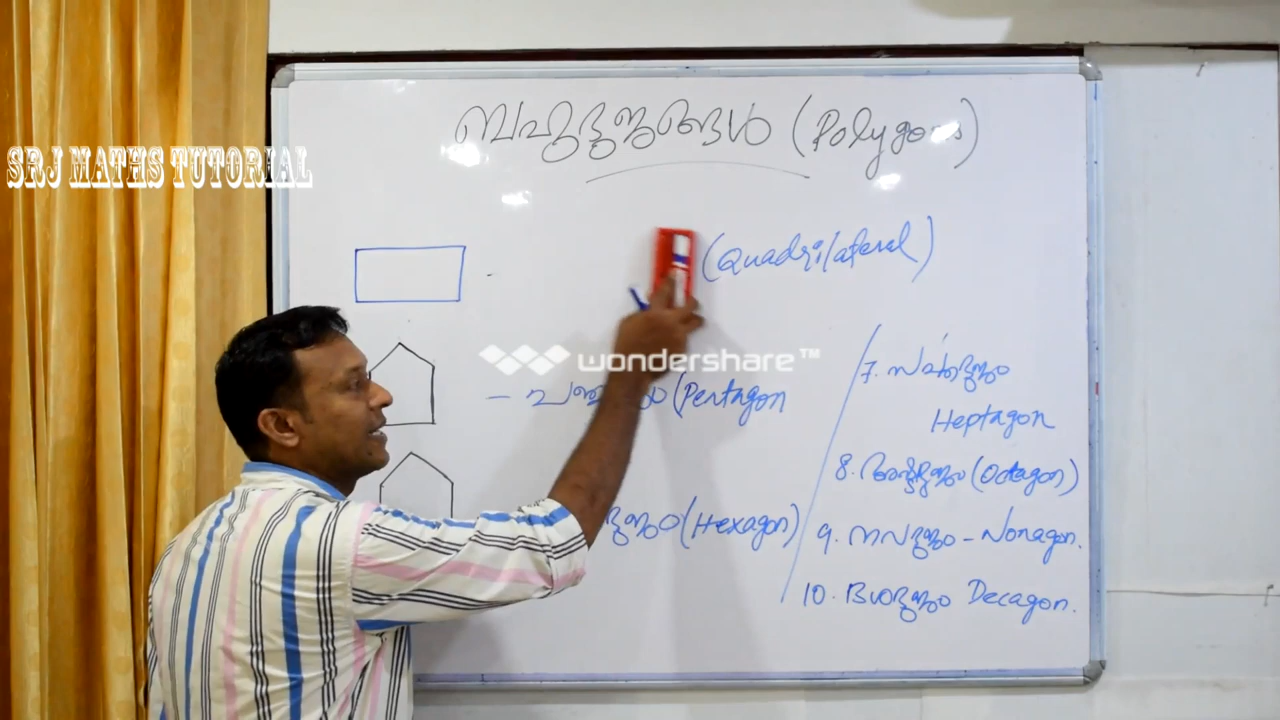 ബഹുഭുജങ്ങൾ (Polygons)
SRJ MATHS TUTORIAL
(Quadrilateral)
wondershare™
– (Pentagon
7. സപ്തഭുജം
Heptagon
ഭുജം (Hexagon)
8. അഷ്ടഭുജം (Octagon)
9. നവഭുജം – Nonagon.
10. ദശഭുജം Decagon.